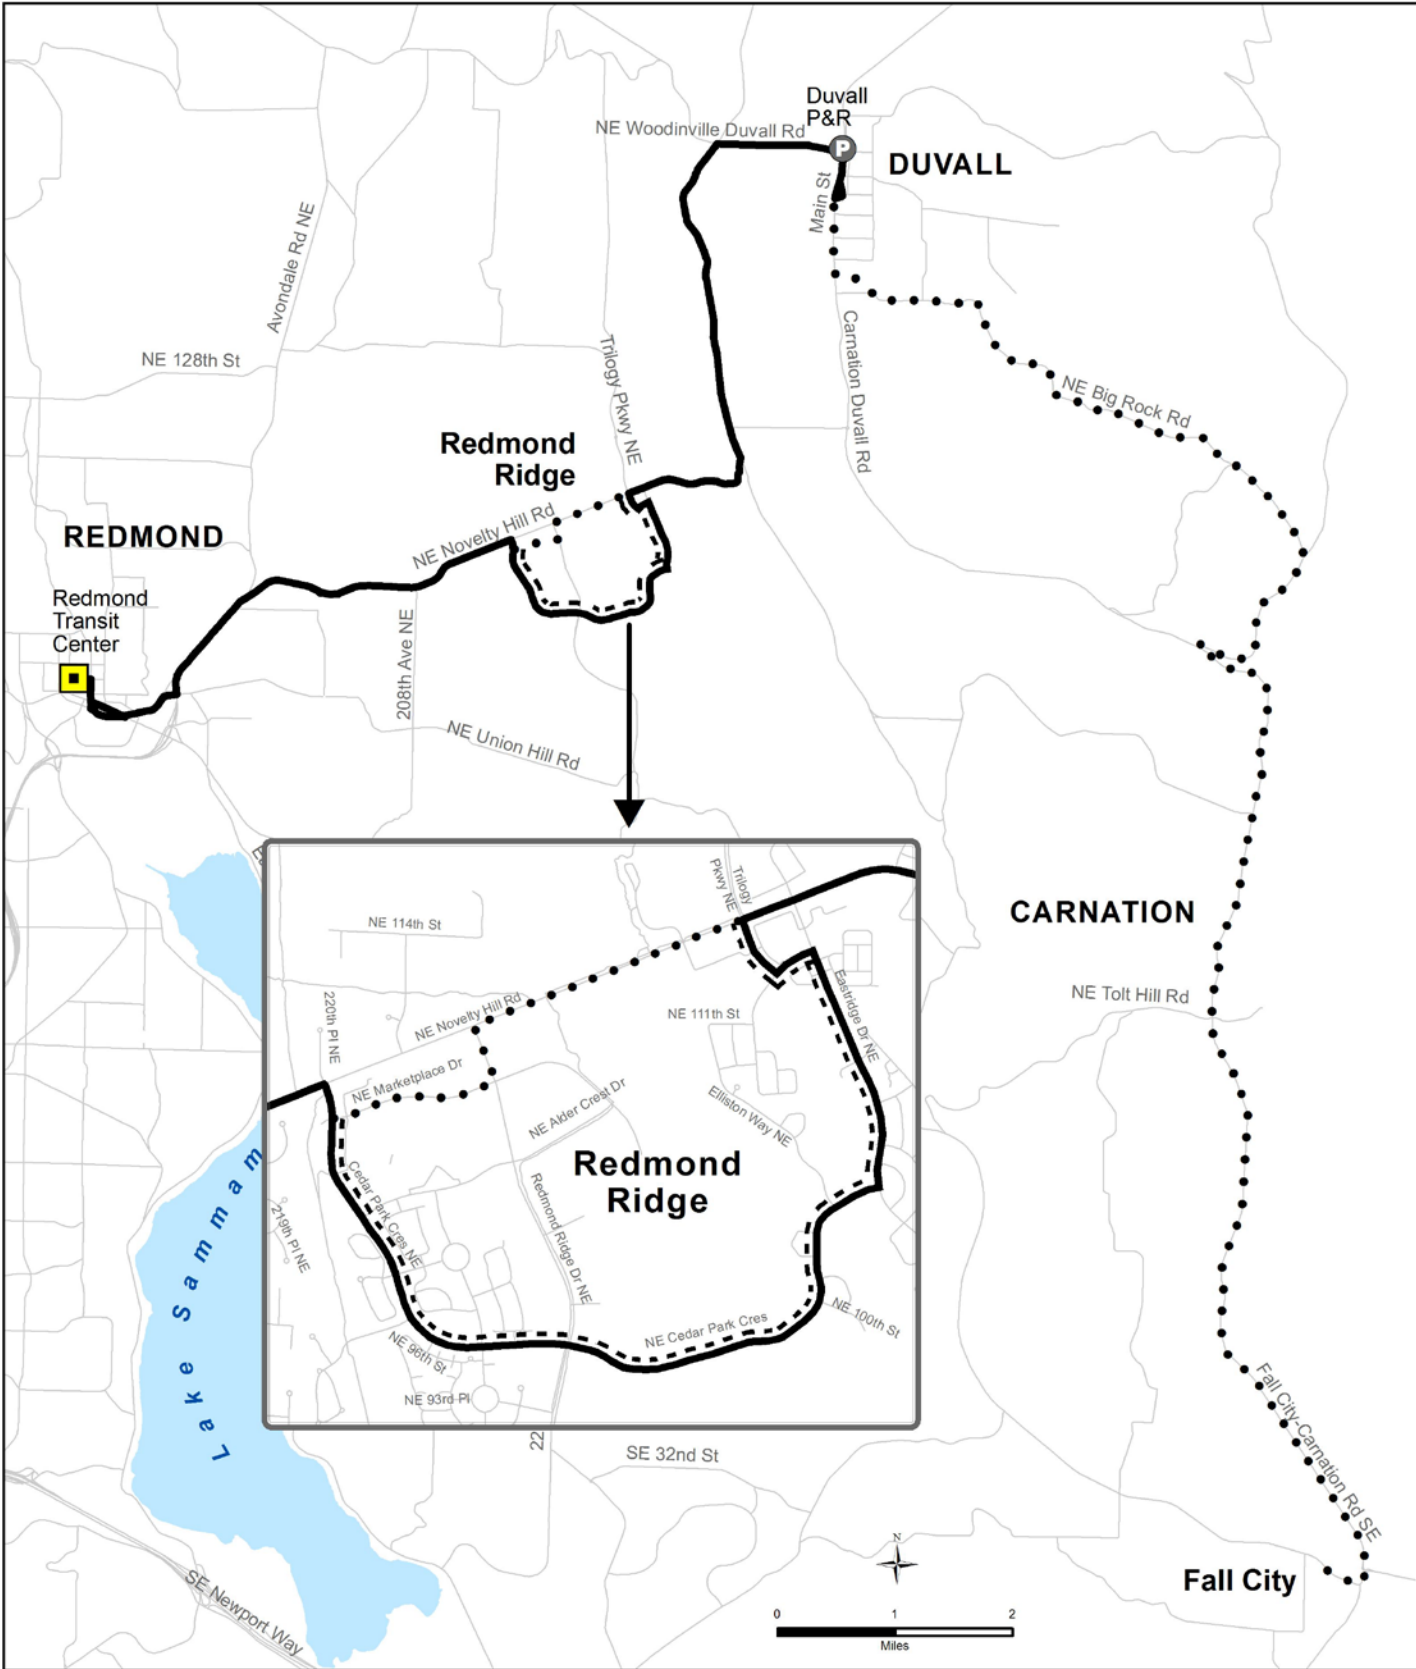 Duvall
P&R
P
NE Woodinville Duvall Rd
DUVALL
Main St
Avondale Rd NE
NE 128th St
Trilogy Pkwy NE
Carnation Duvall Rd
NE Big Rock Rd
Redmond
Ridge
NE Novelty Hill Rd
REDMOND
Redmond
Transit
Center
208th Ave NE
NE Union Hill Rd
CARNATION
NE Tolt Hill Rd
Trilogy
Pkwy NE
NE 114th St
220th Pl NE
NE Novelty Hill Rd
NE Marketplace Dr
NE 111th St
Eastridge Dr NE
Elliston Way NE
NE Alder Crest Dr
Redmond
Ridge
Cedar Park Cres NE
219th Pl NE
Redmond Ridge Dr NE
NE Cedar Park Cres
NE 100th St
NE 96th St
NE 93rd Pl
Lake Sammam
22
SE 32nd St
Fall City-Carnation Rd SE
Fall City
SE Newport Way
N
0 1 2
Miles